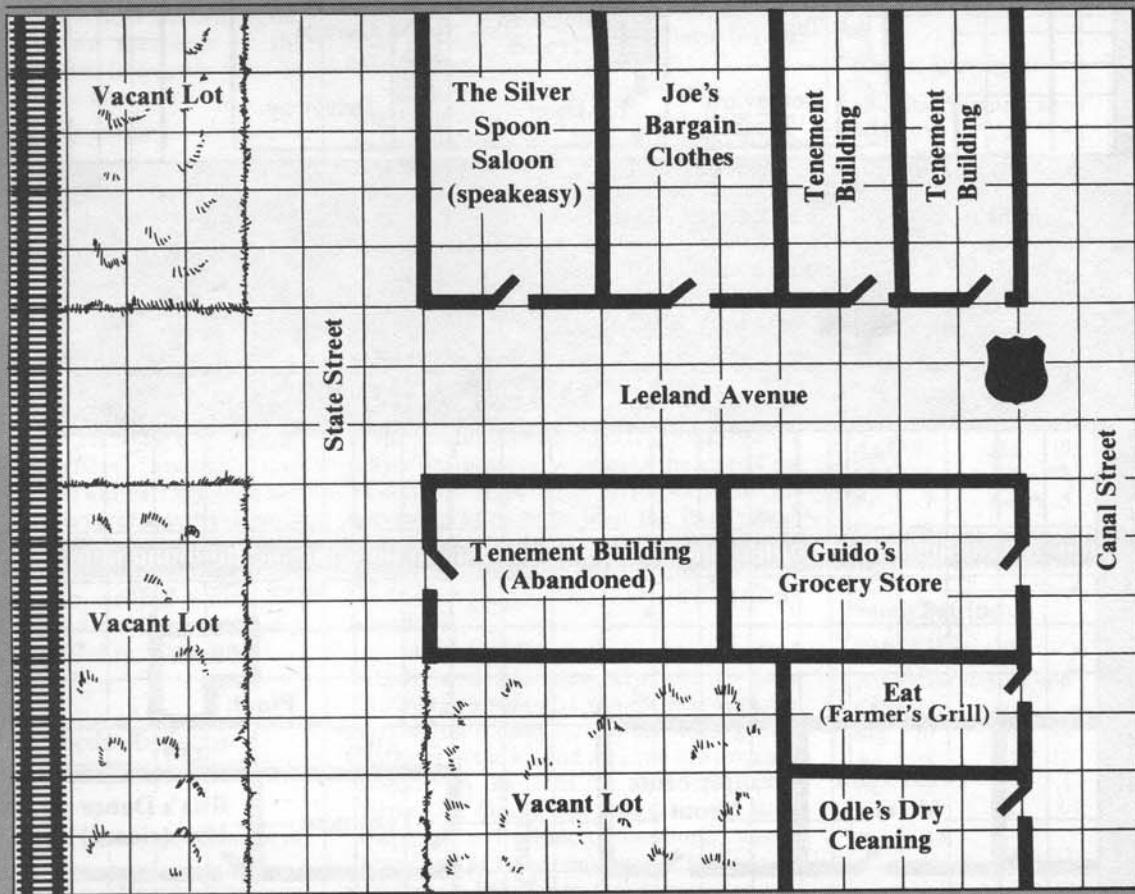 Vacant Lot
The Silver
Spoon
Saloon
(speakeasy)
Joe's
Bargain
Clothes
Tenement
Building
Tenement
Building
State Street
Leeland Avenue
Canal Street
Tenement Building
(Abandoned)
Guido's
Grocery Store
Vacant Lot
Eat
(Farmer's Grill)
Vacant Lot
Odle's Dry
Cleaning